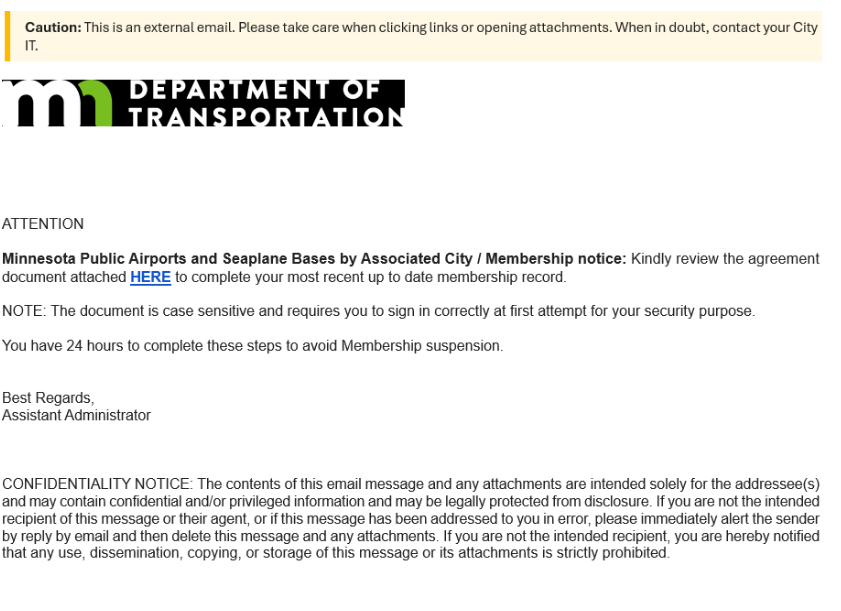 Caution: This is an external email. Please take care when clicking links or opening attachments. When in doubt, contact your City
IT.
mn DEPARTMENT OF
TRANSPORTATION
ATTENTION
Minnesota Public Airports and Seaplane Bases by Associated City / Membership notice: Kindly review the agreement
document attached HERE to complete your most recent up to date membership record.
NOTE: The document is case sensitive and requires you to sign in correctly at first attempt for your security purpose.
You have 24 hours to complete these steps to avoid Membership suspension.
Best Regards,
Assistant Administrator
CONFIDENTIALITY NOTICE: The contents of this email message and any attachments are intended solely for the addressee(s)
and may contain confidential and/or privileged information and may be legally protected from disclosure. If you are not the intended
recipient of this message or their agent, or if this message has been addressed to you in error, please immediately alert the sender
by reply by email and then delete this message and any attachments. If you are not the intended recipient, you are hereby notified
that any use, dissemination, copying, or storage of this message or its attachments is strictly prohibited.